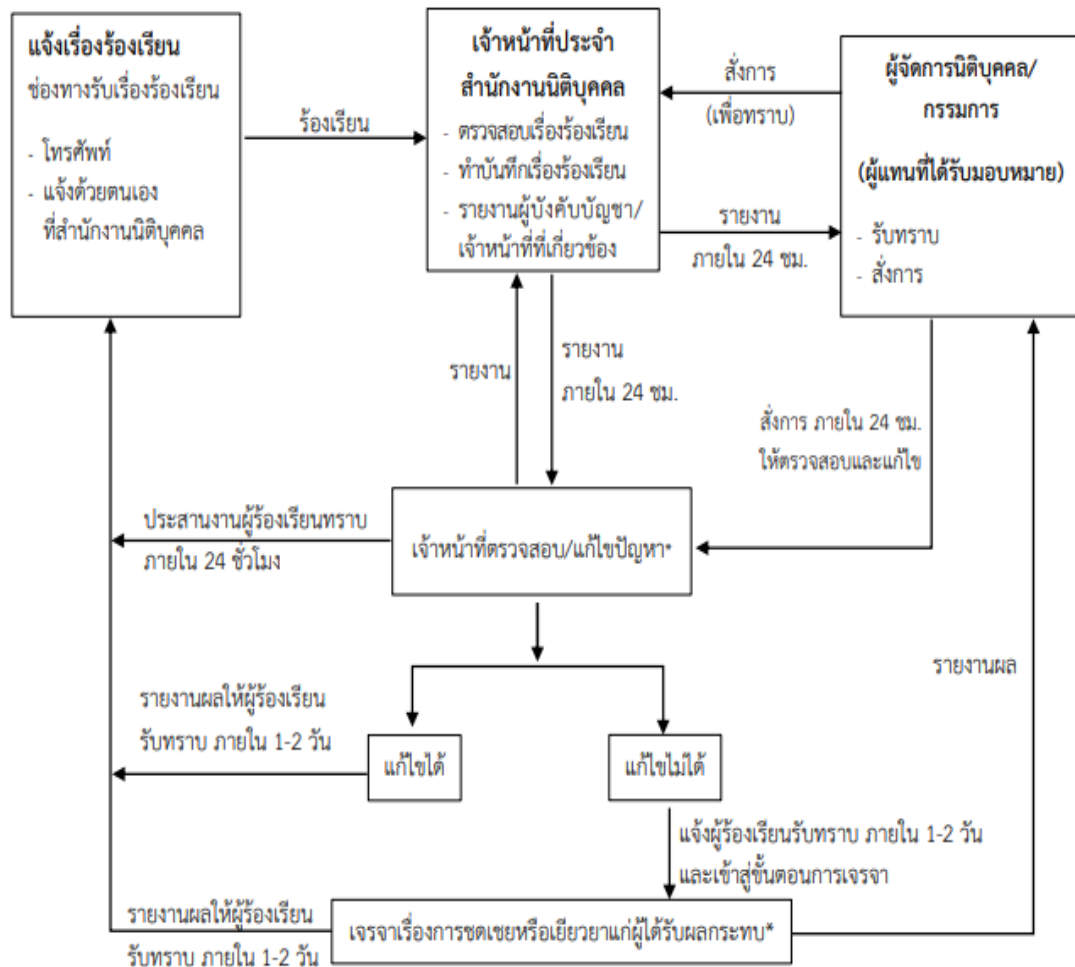 แจ้งเรื่องร้องเรียน
ช่องทางรับเรื่องร้องเรียน
- โทรศัพท์
- แจ้งด้วยตนเอง
ที่สำนักงานนิติบุคคล
ร้องเรียน
เจ้าหน้าที่ประจำ
สำนักงานนิติบุคคล
- ตรวจสอบเรื่องร้องเรียน
- ทำบันทึกเรื่องร้องเรียน
- รายงานผู้บังคับบัญชา/
เจ้าหน้าที่ที่เกี่ยวข้อง
สั่งการ
(เพื่อทราบ)
รายงาน
ภายใน 24 ชม.
ผู้จัดการนิติบุคคล/
กรรมการ
(ผู้แทนที่ได้รับมอบหมาย)
- รับทราบ
- สั่งการ
รายงาน
รายงาน
ภายใน 24 ชม.
สั่งการ ภายใน 24 ชม.
ให้ตรวจสอบและแก้ไข
ประสานงานผู้ร้องเรียนทราบ
ภายใน 24 ชั่วโมง
เจ้าหน้าที่ตรวจสอบ/แก้ไขปัญหา*
รายงานผล
รายงานผลให้ผู้ร้องเรียน
รับทราบ ภายใน 1-2 วัน
แก้ไขได้
แก้ไขไม่ได้
แจ้งผู้ร้องเรียนรับทราบ ภายใน 1-2 วัน
และเข้าสู่ขั้นตอนการเจรจา
รายงานผลให้ผู้ร้องเรียน
รับทราบ ภายใน 1-2 วัน
เจรจาเรื่องการชดเชยหรือเยียวยาแก่ผู้ได้รับผลกระทบ*